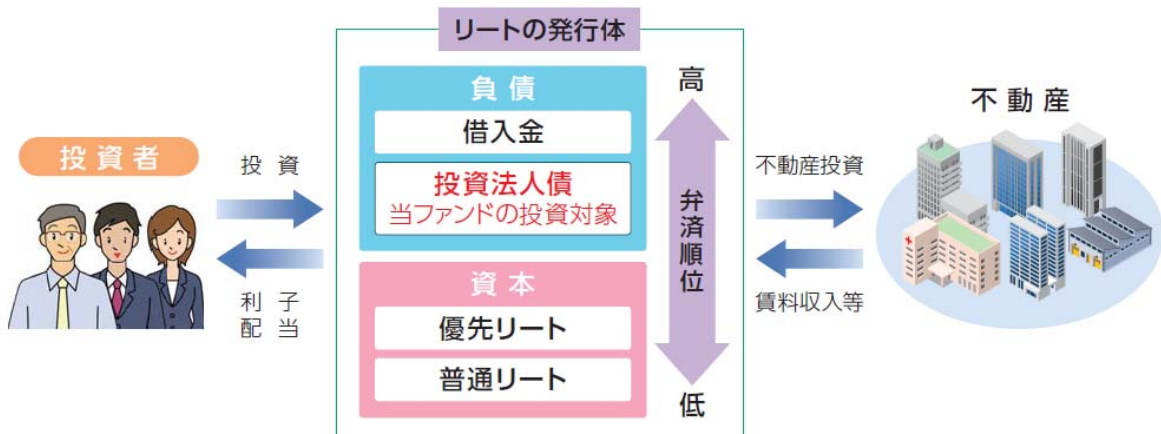 リートの発行体
投資者
投資
利子
配当
負債
借入金
投資法人債
当ファンドの投資対象
資本
優先リート
普通リート
高
弁済順位
低
不動産投資
賃料収入等
不動産